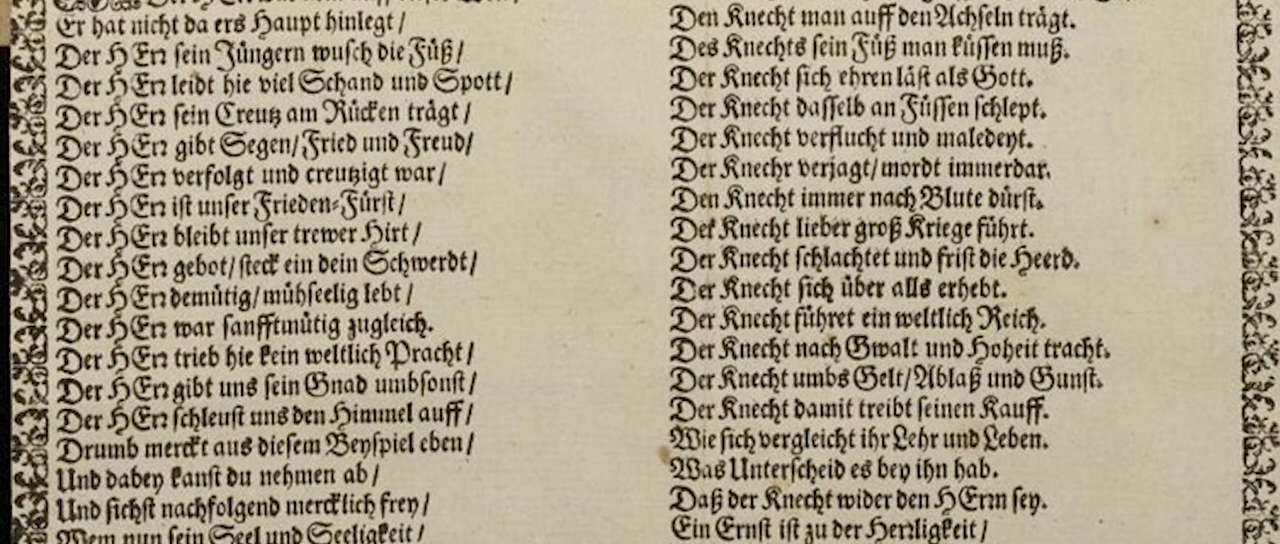 Er hat nicht da ers Haupt hinlegt /
Den Knecht man auff den Achseln trägt.
Der HErr sein Jüngern wusch die Füß /
Des Knechts sein Füß man küssen muß.
Der HErr leidt hie viel Schand und Spott /
Der Knecht sich ehren läst als Gott.
Der HErr sein Creutz am Rücken trägt /
Der Knecht dasselb an Füssen schlept.
Der HErr gibt Segen / Fried und Freud /
Der Knecht verflucht und maledeyt.
Der HErr verfolgt und creutzigt war /
Der Knechr verjagt / mordt immerdar.
Der HErr ist unser Frieden-Fürst /
Den Knecht immer nach Blute dürst.
Der HErr bleibt unser trewer Hirt /
Der Knecht lieber groß Kriege führt.
Der HErr gebot / steck ein dein Schwerdt /
Der Knecht schlachtet und frist die Heerd.
Der HErr demütig / mühseelig lebt /
Der Knecht sich über alls erhebt.
Der HErr war sanfftmütig zugleich.
Der Knecht führet ein weltlich Reich.
Der HErr trieb hie kein weltlich Pracht /
Der Knecht nach Gwalt und Hoheit tracht.
Der HErr gibt uns sein Gnad umbsonst /
Der Knecht umbs Gelt / Ablaß und Gunst.
Der HErr schleust uns den Himmel auff /
Der Knecht damit treibt seinen Kauff.
Drumb merckt aus diesem Beyspiel eben /
Wie sich vergleicht ihr Lehr und Leben.
Und dabey kanst du nehmen ab /
Was Unterscheid es bey ihn hab.
Und sichst nachfolgend mercklich frey /
Daß der Knecht wider den HErrn sey.
Wem nun sein Seel und Seeligkeit /
Ein Ernst ist zu der Herrligkeit /